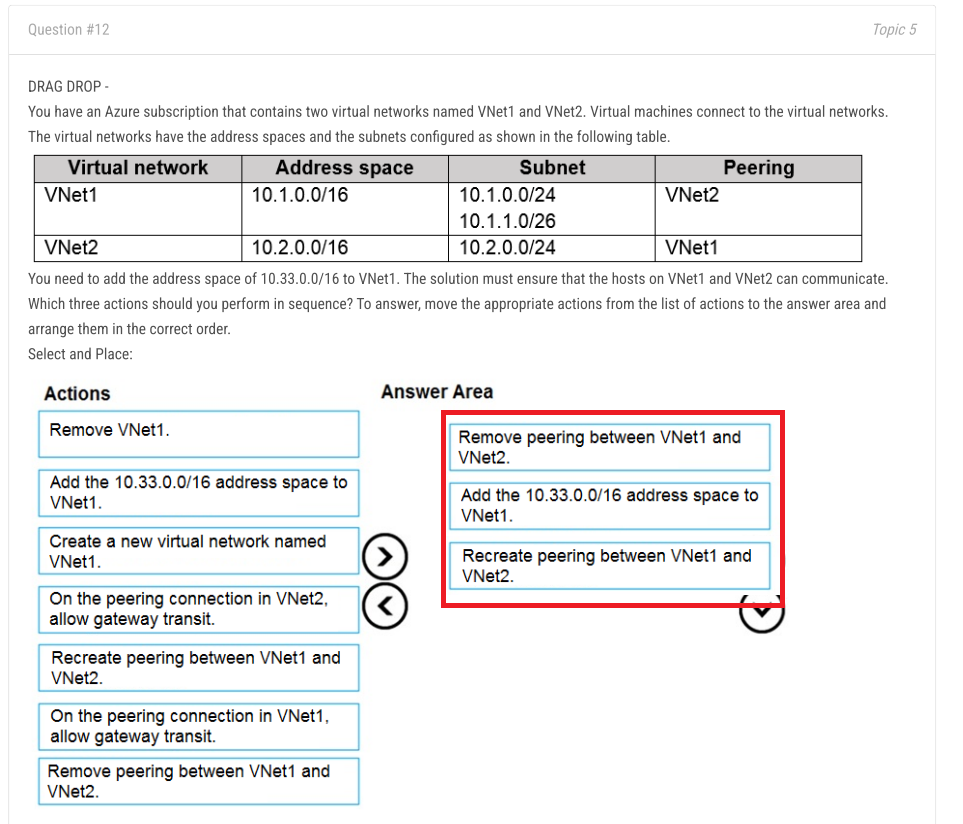 Question #12
Topic 5
DRAG DROP -
You have an Azure subscription that contains two virtual networks named VNet1 and VNet2. Virtual machines connect to the virtual networks.
The virtual networks have the address spaces and the subnets configured as shown in the following table.
Virtual network Address space Subnet Peering
VNet1 10.1.0.0/16 10.1.0.0/24 VNet2
10.1.1.0/26
VNet2 10.2.0.0/16 10.2.0.0/24 VNet1
You need to add the address space of 10.33.0.0/16 to VNet1. The solution must ensure that the hosts on VNet1 and VNet2 can communicate.
Which three actions should you perform in sequence? To answer, move the appropriate actions from the list of actions to the answer area and
arrange them in the correct order.
Select and Place:
Actions
Remove VNet1.
Add the 10.33.0.0/16 address space to
VNet1.
Create a new virtual network named
VNet1.
On the peering connection in VNet2,
allow gateway transit.
Recreate peering between VNet1 and
VNet2.
On the peering connection in VNet1,
allow gateway transit.
Remove peering between VNet1 and
VNet2.
Answer Area
Remove peering between VNet1 and
VNet2.
Add the 10.33.0.0/16 address space to
VNet1.
Recreate peering between VNet1 and
VNet2.